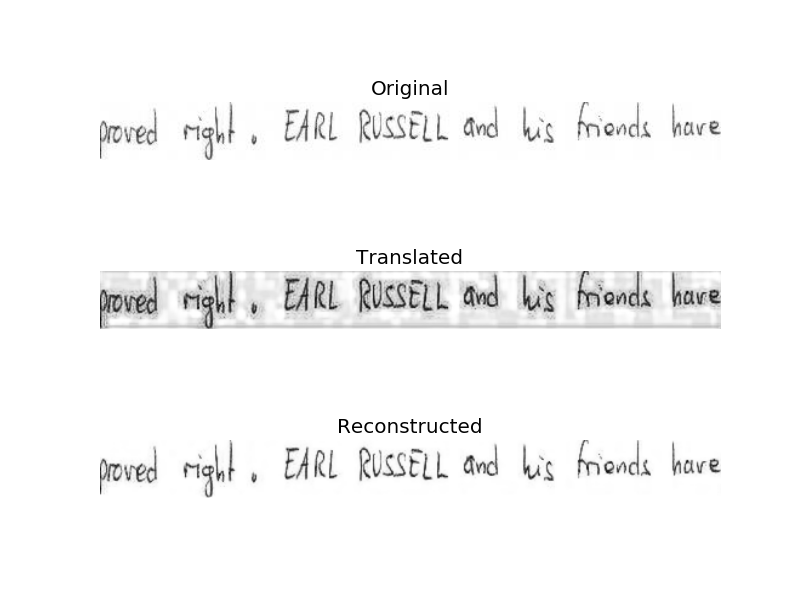 Original
proved right . EARL RUSSELL and his friends have
Translated
proved right . EARL RUSSELL and his friends have
Reconstructed
proved right . EARL RUSSELL and his friends have